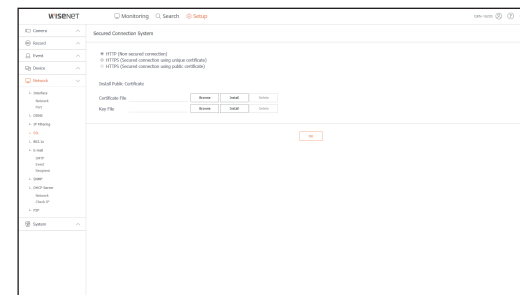 WISENET
Monitoring Search Setup
Camera
Record
Event
Device
Network
Interface
Network
Port
DDNS
IP Filtering
SSL
802.1x
E-mail
SMTP
Event
Recipient
SNMP
DHCP Server
Network
Check IP
P2P
System
Secured Connection System
HTTP (Non secured connection)
HTTPS (Secured connection using unique certificate)
HTTPS (Secured connection using public certificate)
Install Public Certificate
Certificate File Browse Install Delete
Key File Browse Install Delete
OK